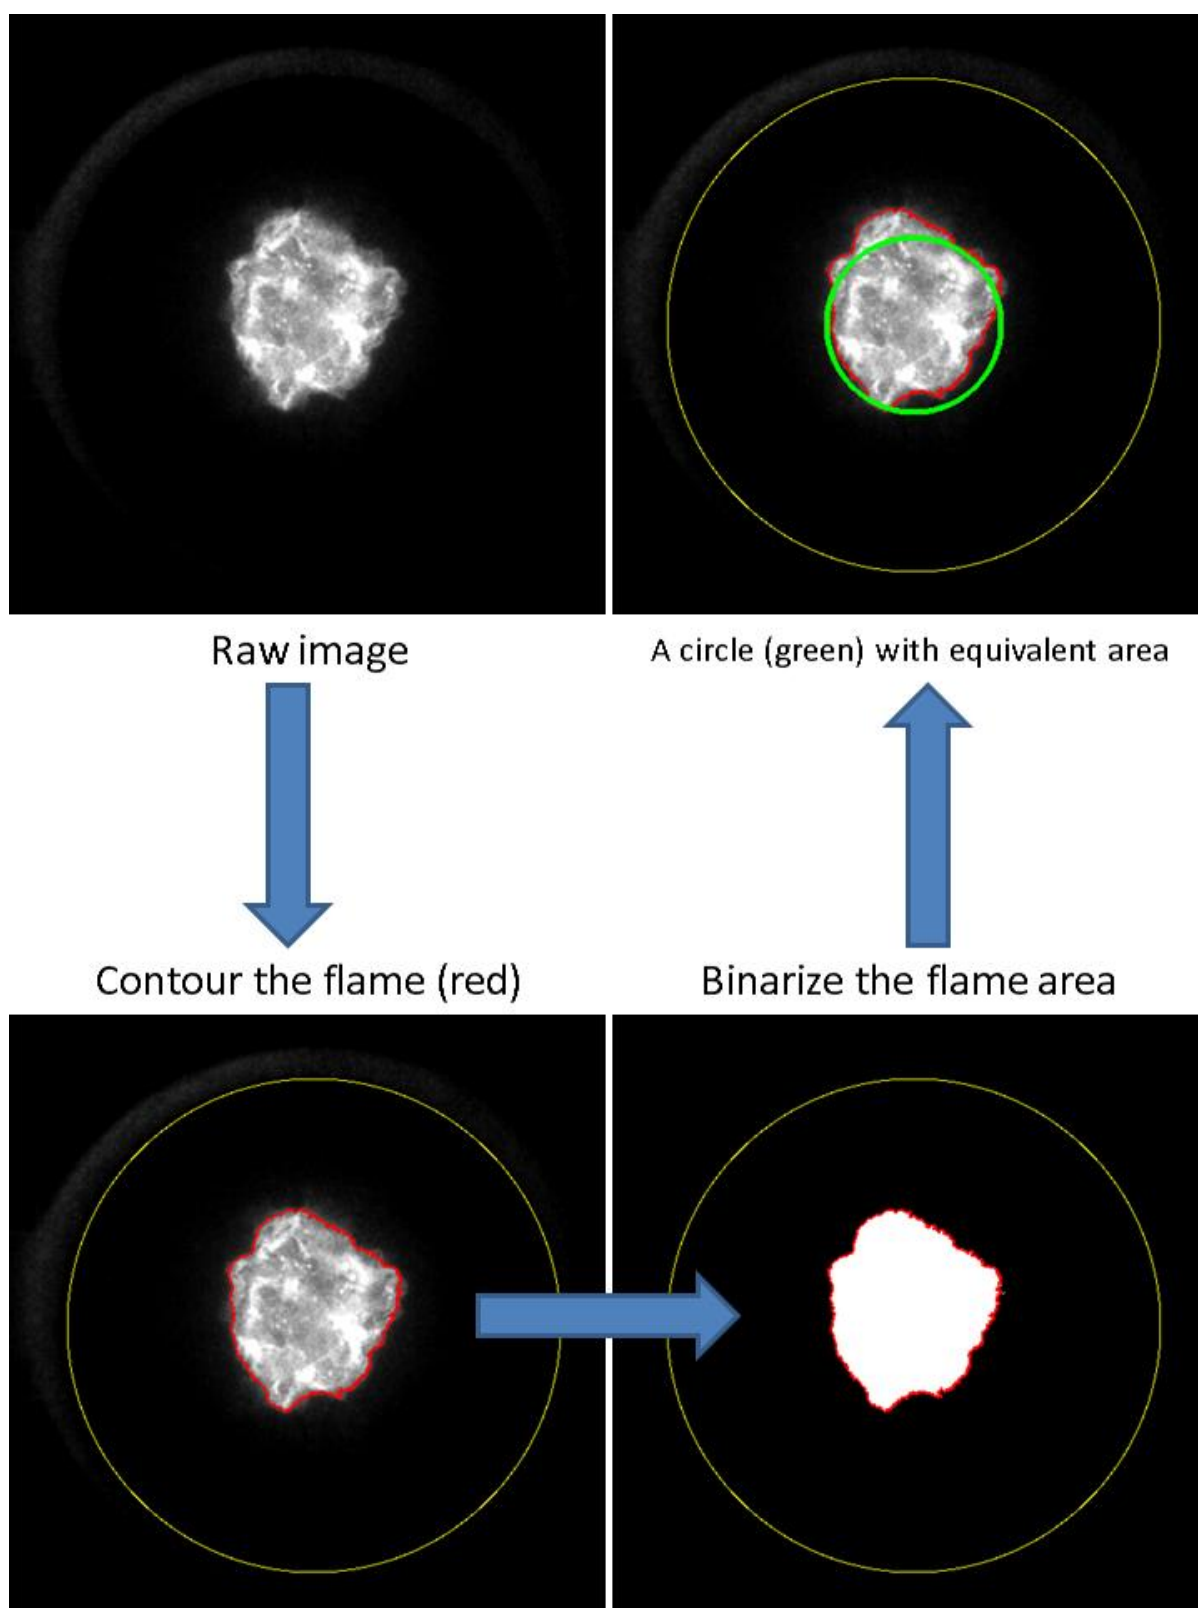 Raw image
A circle (green) with equivalent area
Contour the flame (red)
Binarize the flame area